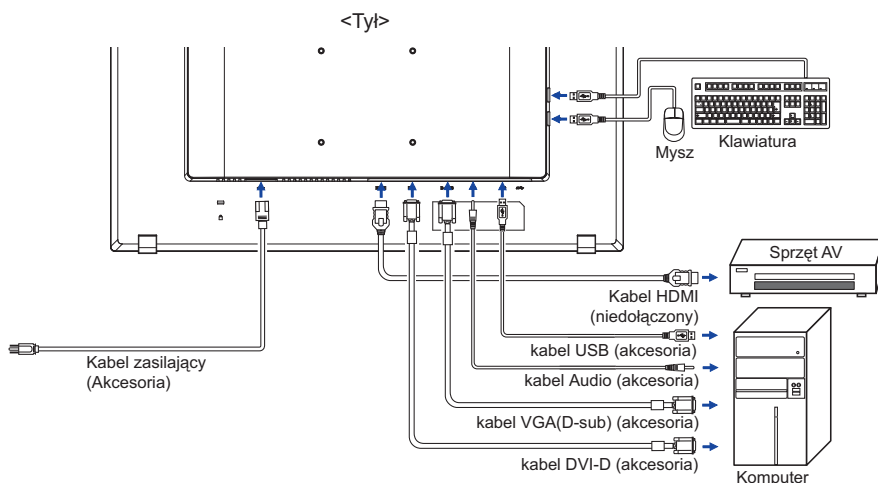 <Tył>
Mysz
Klawiatura
Sprzęt AV
Kabel HDMI
(niedołączony)
kabel USB (akcesoria)
Kabel zasilający
(Akcesoria)
kabel Audio (akcesoria)
kabel VGA(D-sub) (akcesoria)
kabel DVI-D (akcesoria)
Komputer